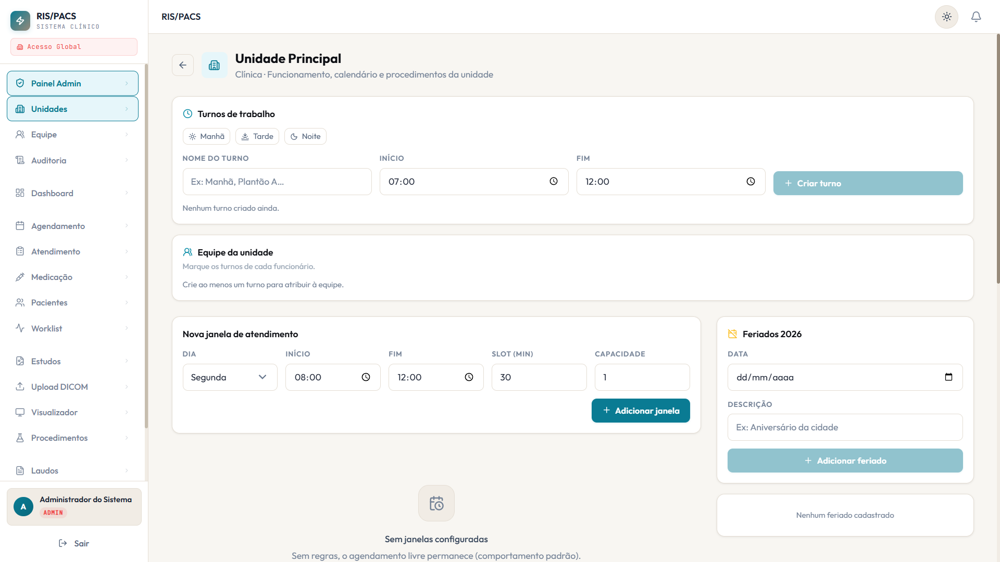 RIS/PACS
SISTEMA CLÍNICO
Acesso Global
Painel Admin
Unidades
Equipe
Auditoria
Dashboard
Agendamento
Atendimento
Medicação
Pacientes
Worklist
Estudos
Upload DICOM
Visualizador
Procedimentos
Laudos
A
Administrador do Sistema
ADMIN
Sair
RIS/PACS
Unidade Principal
Clínica · Funcionamento, calendário e procedimentos da unidade
Turnos de trabalho
Manhã Tarde Noite
NOME DO TURNO INÍCIO FIM
Ex: Manhã, Plantão A... 07:00 12:00 + Criar turno
Nenhum turno criado ainda.
Equipe da unidade
Marque os turnos de cada funcionário.
Crie ao menos um turno para atribuir à equipe.
Nova janela de atendimento
DIA INÍCIO FIM SLOT (MIN) CAPACIDADE
Segunda 08:00 12:00 30 1
+ Adicionar janela
Sem janelas configuradas
Sem regras, o agendamento livre permanece (comportamento padrão).
Feriados 2026
DATA
dd/mm/aaaa
DESCRIÇÃO
Ex: Aniversário da cidade
+ Adicionar feriado
Nenhum feriado cadastrado